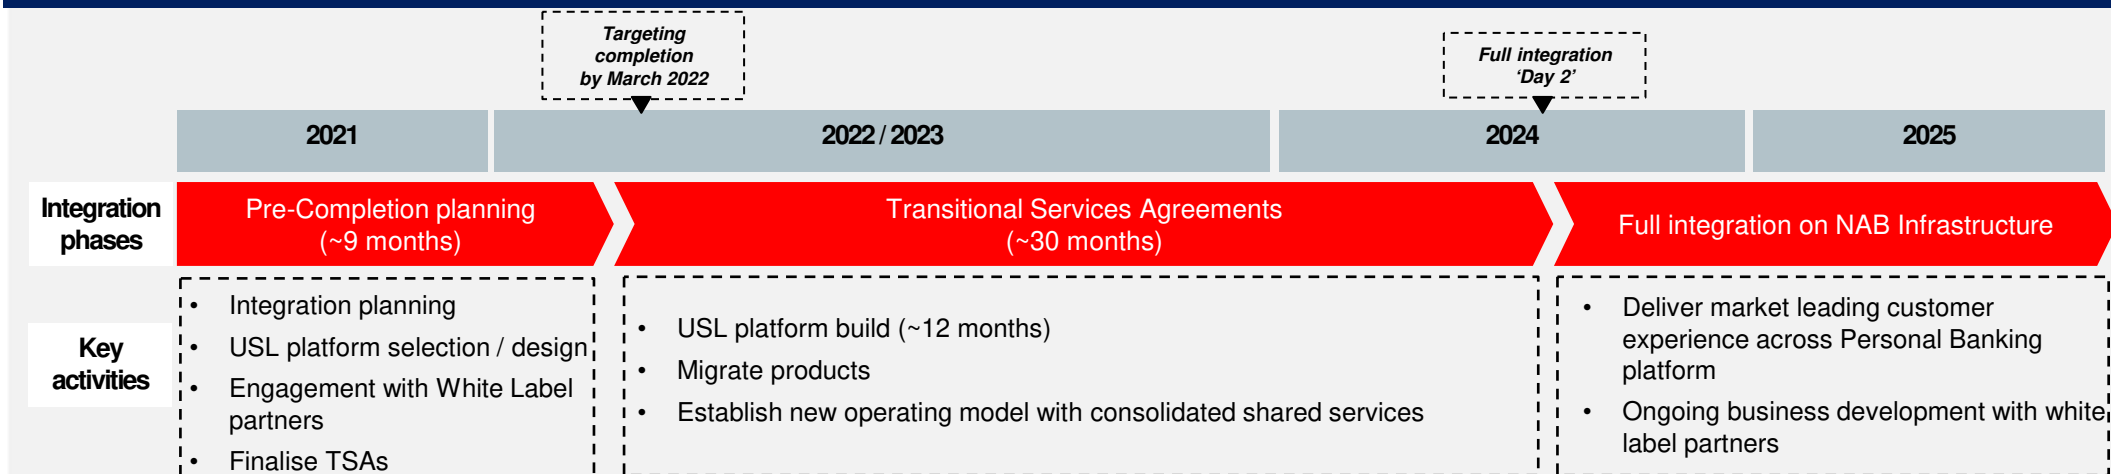 Targeting
completion
by March 2022
Full integration
‘Day 2’
2021
2022 / 2023
2024
2025
Integration
phases
Pre-Completion planning
(~9 months)
Transitional Services Agreements
(~30 months)
Full integration on NAB Infrastructure
Key
activities
• Integration planning
• USL platform selection / design
• Engagement with White Label
partners
• Finalise TSAs
• USL platform build (~12 months)
• Migrate products
• Establish new operating model with consolidated shared services
• Deliver market leading customer
experience across Personal Banking
platform
• Ongoing business development with white
label partners